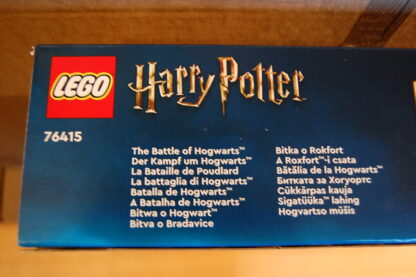 LEGO
Harry Potter
76415
The Battle of Hogwarts™
Der Kampf um Hogwarts™
La Bataille de Poudlard
La battaglia di Hogwarts™
Batalla de Hogwarts™
A Batalha de Hogwarts™
Bitwa o Hogwart™
Bitva o Bradavice
Bitka o Rokfort
A Roxfort™-i csata
Bătălia de la Hogwarts™
Битката за Хогуортс
Cūkkārpas kauja
Sigatüüka™ lahing
Hogvartso mūšis